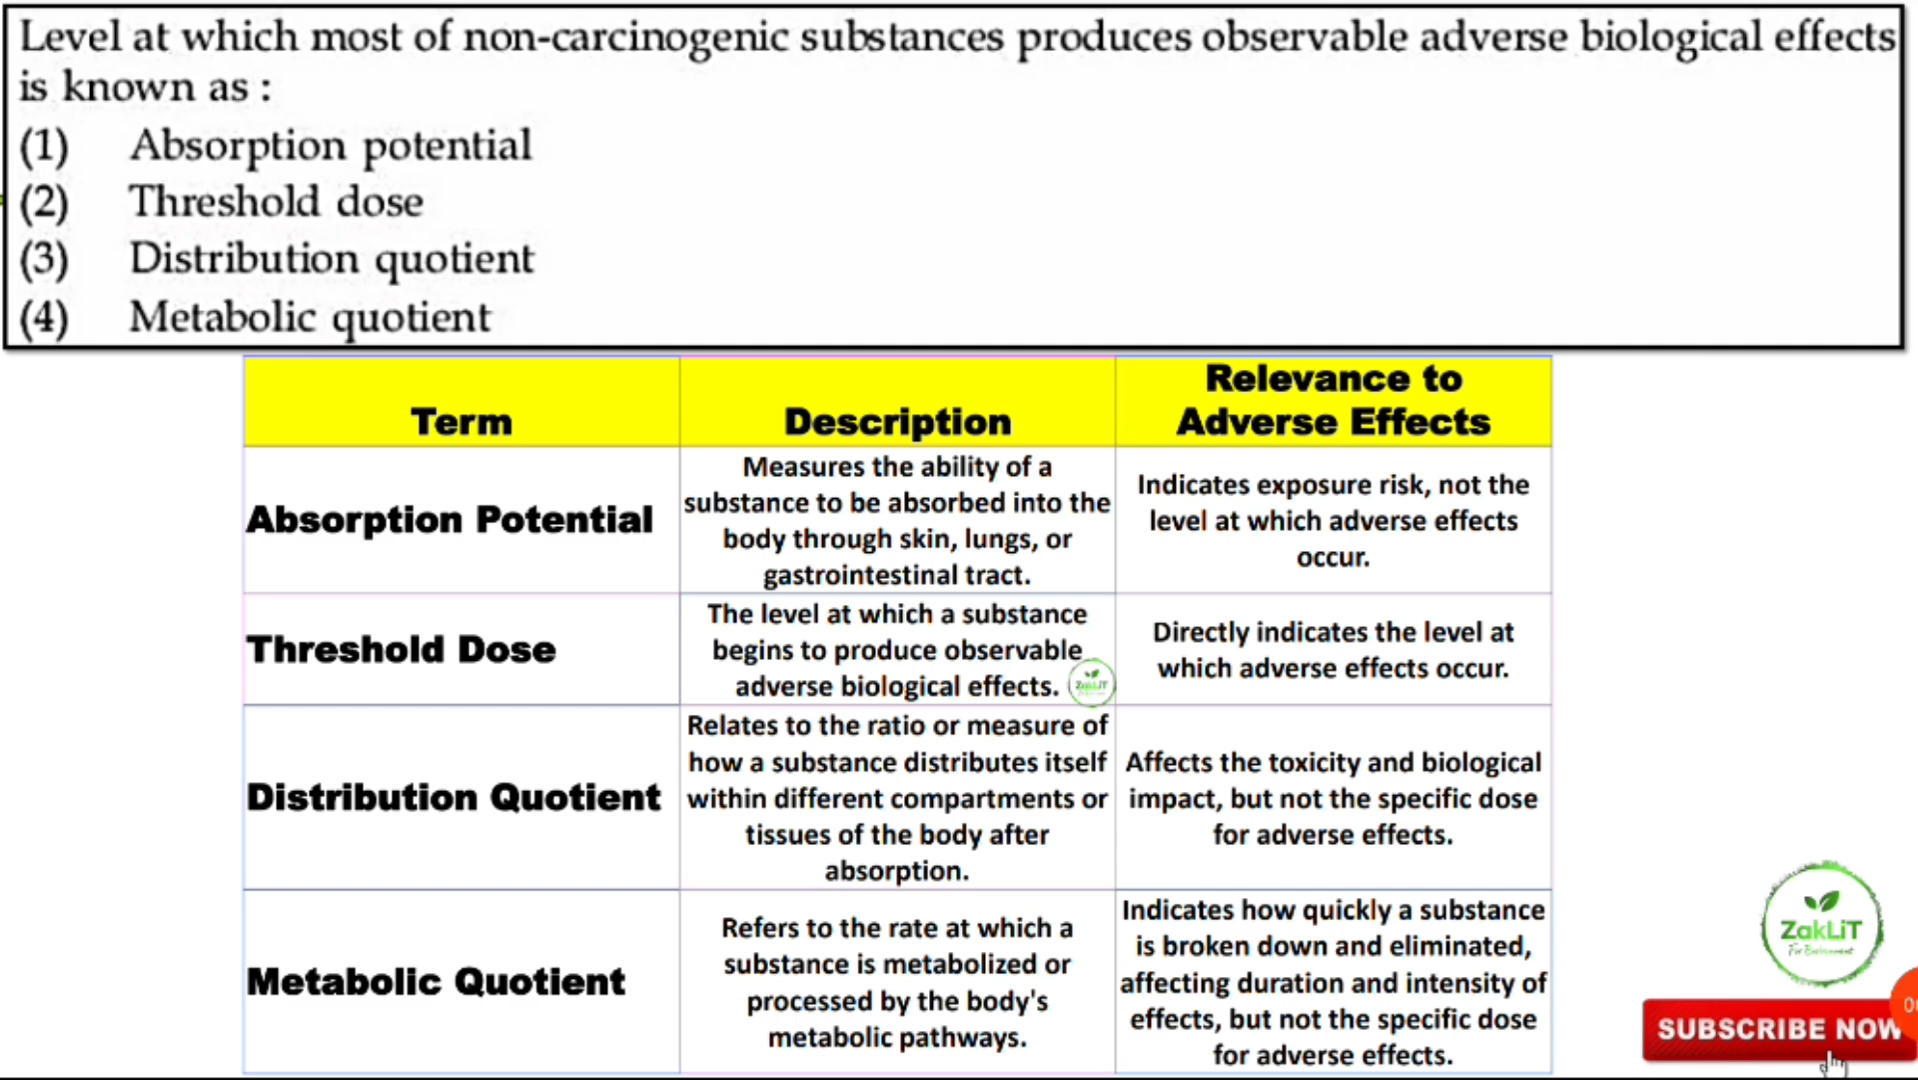 Level at which most of non-carcinogenic substances produces observable adverse biological effects
is known as :
(1) Absorption potential
(2) Threshold dose
(3) Distribution quotient
(4) Metabolic quotient
Term
Description
Relevance to
Adverse Effects
Absorption Potential
Measures the ability of a
substance to be absorbed into the
body through skin, lungs, or
gastrointestinal tract.
Indicates exposure risk, not the
level at which adverse effects
occur.
Threshold Dose
The level at which a substance
begins to produce observable
adverse biological effects.
ZakLiT
Directly indicates the level at
which adverse effects occur.
Distribution Quotient
Relates to the ratio or measure of
how a substance distributes itself
within different compartments or
tissues of the body after
absorption.
Affects the toxicity and biological
impact, but not the specific dose
for adverse effects.
Metabolic Quotient
Refers to the rate at which a
substance is metabolized or
processed by the body's
metabolic pathways.
Indicates how quickly a substance
is broken down and eliminated,
affecting duration and intensity of
effects, but not the specific dose
for adverse effects.
ZakLiT
For Environment
SUBSCRIBE NOW